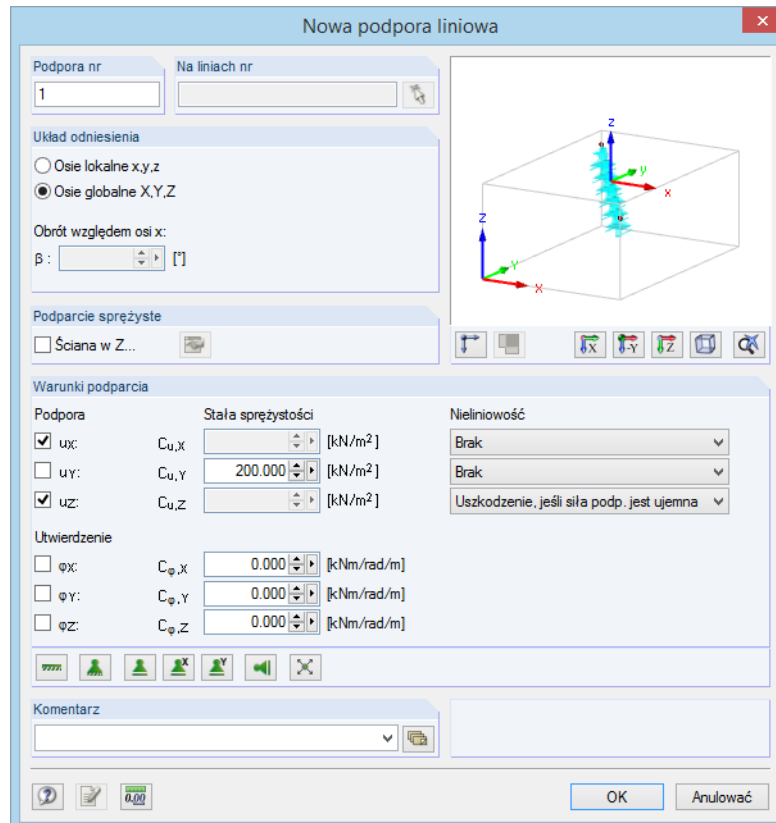 Nowa podpora liniowa
Podpora nr
Na liniach nr
1
Układ odniesienia
Osie lokalne x,y,z
Osie globalne X,Y,Z
Obrót względem osi x:
β : [°]
Podparcie sprężyste
Ściana w Z...
z
y
x
Z
Y
X
X
-Y
Z
Warunki podparcia
Podpora Stała sprężystości Nieliniowość
uX: Cu,X [kN/m²] Brak
uY: Cu,Y 200.000 [kN/m²] Brak
uZ: Cu,Z [kN/m²] Uszkodzenie, jeśli siła podp. jest ujemna
Utwierdzenie
φX: Cφ,X 0.000 [kNm/rad/m]
φY: Cφ,Y 0.000 [kNm/rad/m]
φZ: Cφ,Z 0.000 [kNm/rad/m]
X Y
Komentarz
0.00
OK Anulować